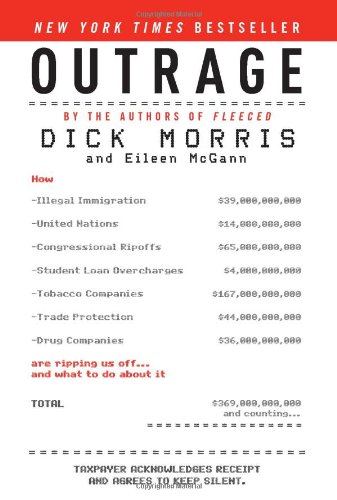 NEW YORK TIMES BESTSELLER
OUTRAGE
BY THE AUTHORS OF FLEECED
DICK MORRIS
and Eileen McGann
How
-Illegal Immigration $39,000,000,000
-United Nations $14,000,000,000
-Congressional Ripoffs $65,000,000,000
-Student Loan Overcharges $4,000,000,000
-Tobacco Companies $167,000,000,000
-Trade Protection $44,000,000,000
-Drug Companies $36,000,000,000
are ripping us off...
and what to do about it
TOTAL $369,000,000,000
and counting...
TAXPAYER ACKNOWLEDGES RECEIPT
AND AGREES TO KEEP SILENT.
Copyrighted Material
Copyrighted Material